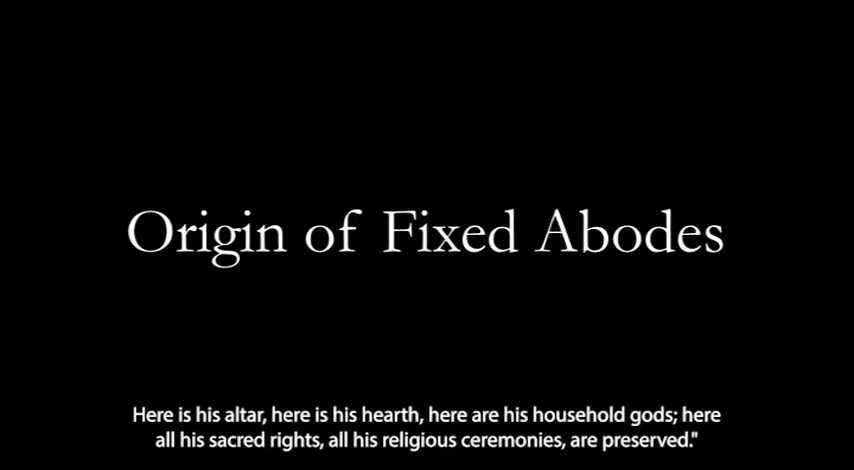 Origin of Fixed Abodes
Here is his altar, here is his hearth, here are his household gods; here
all his sacred rights, all his religious ceremonies, are preserved."